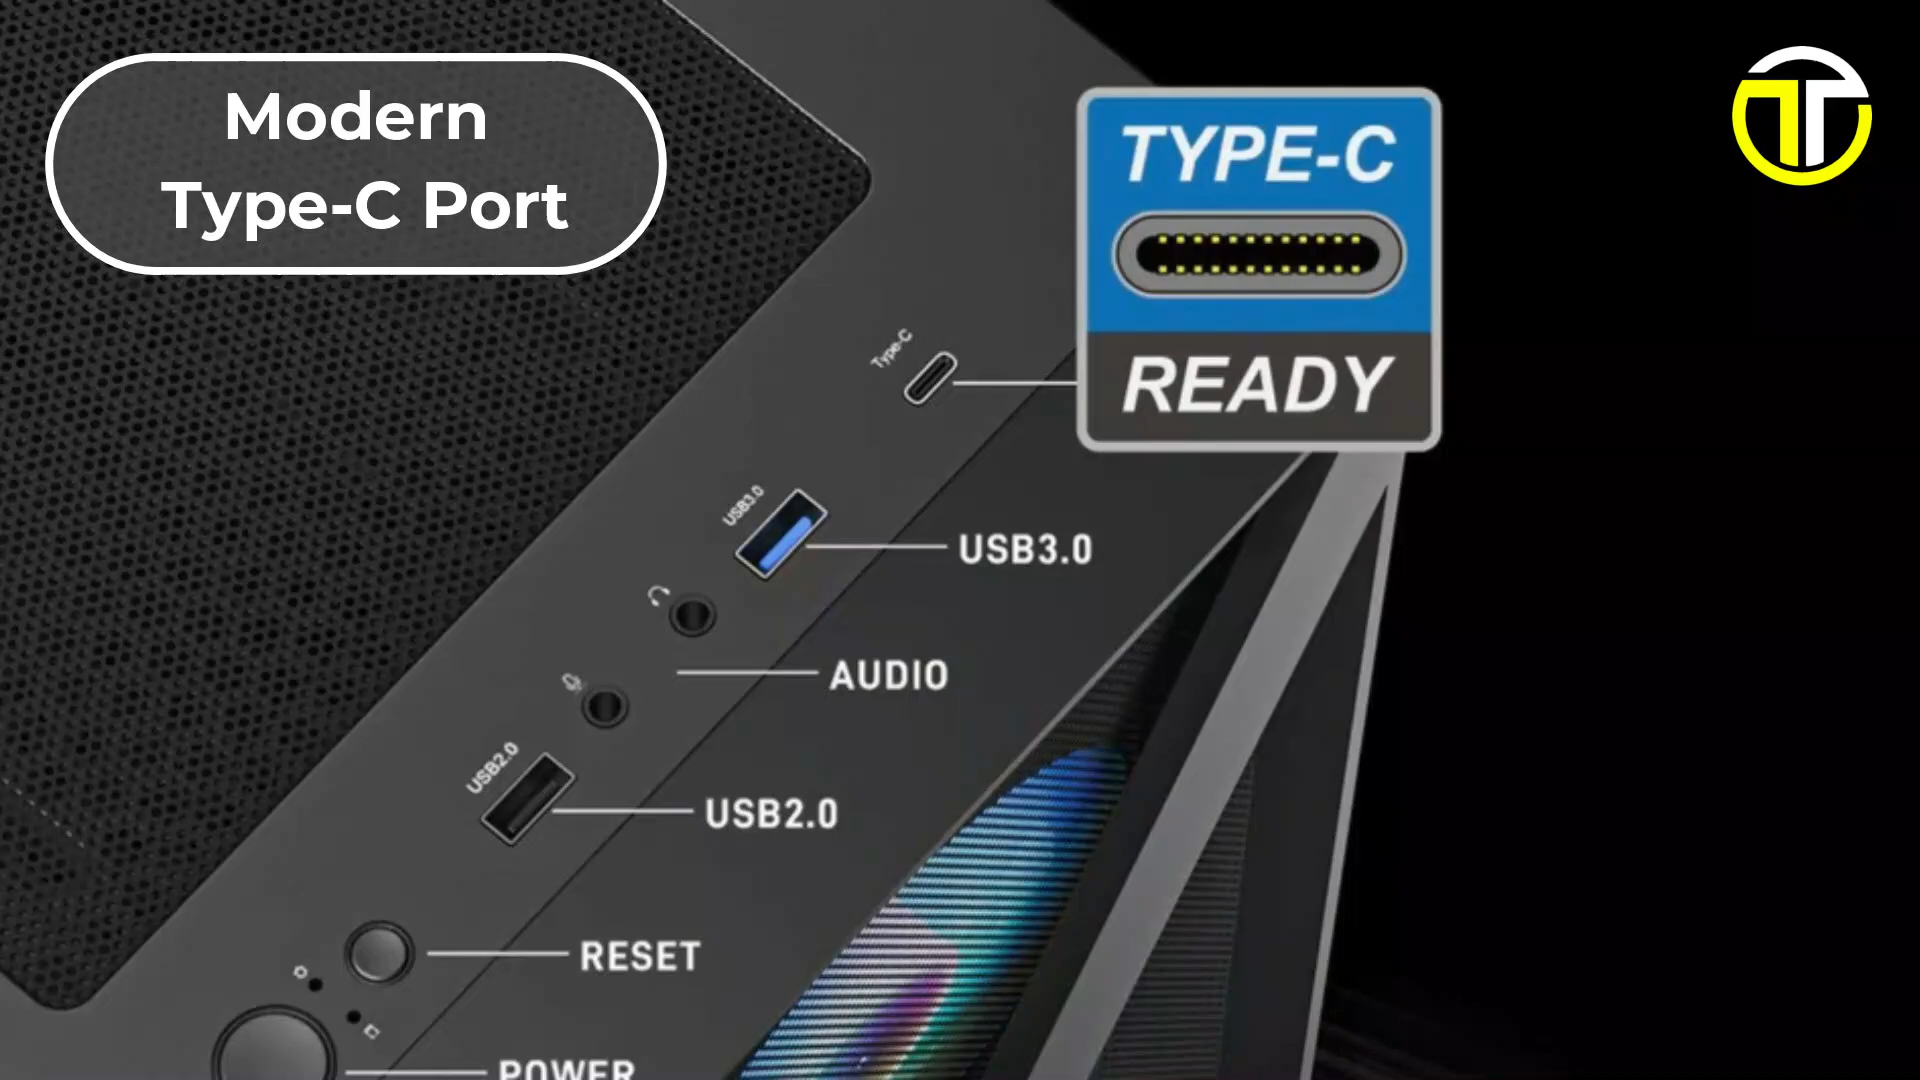 Modern
Type-C Port
TYPE-C
READY
Type-C
USB3.0
USB3.0
AUDIO
USB2.0
USB2.0
RESET
POWER